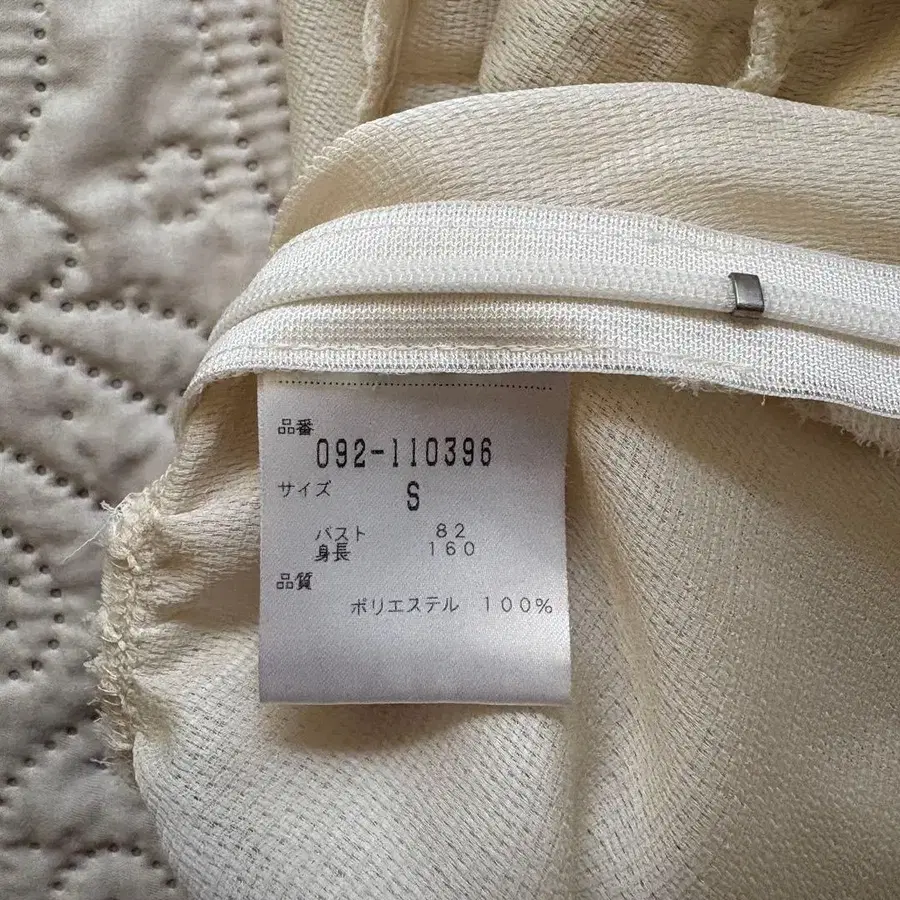 品番
092-110396
サイズ S
バスト 82
身長 160
品質
ポリエステル 100%